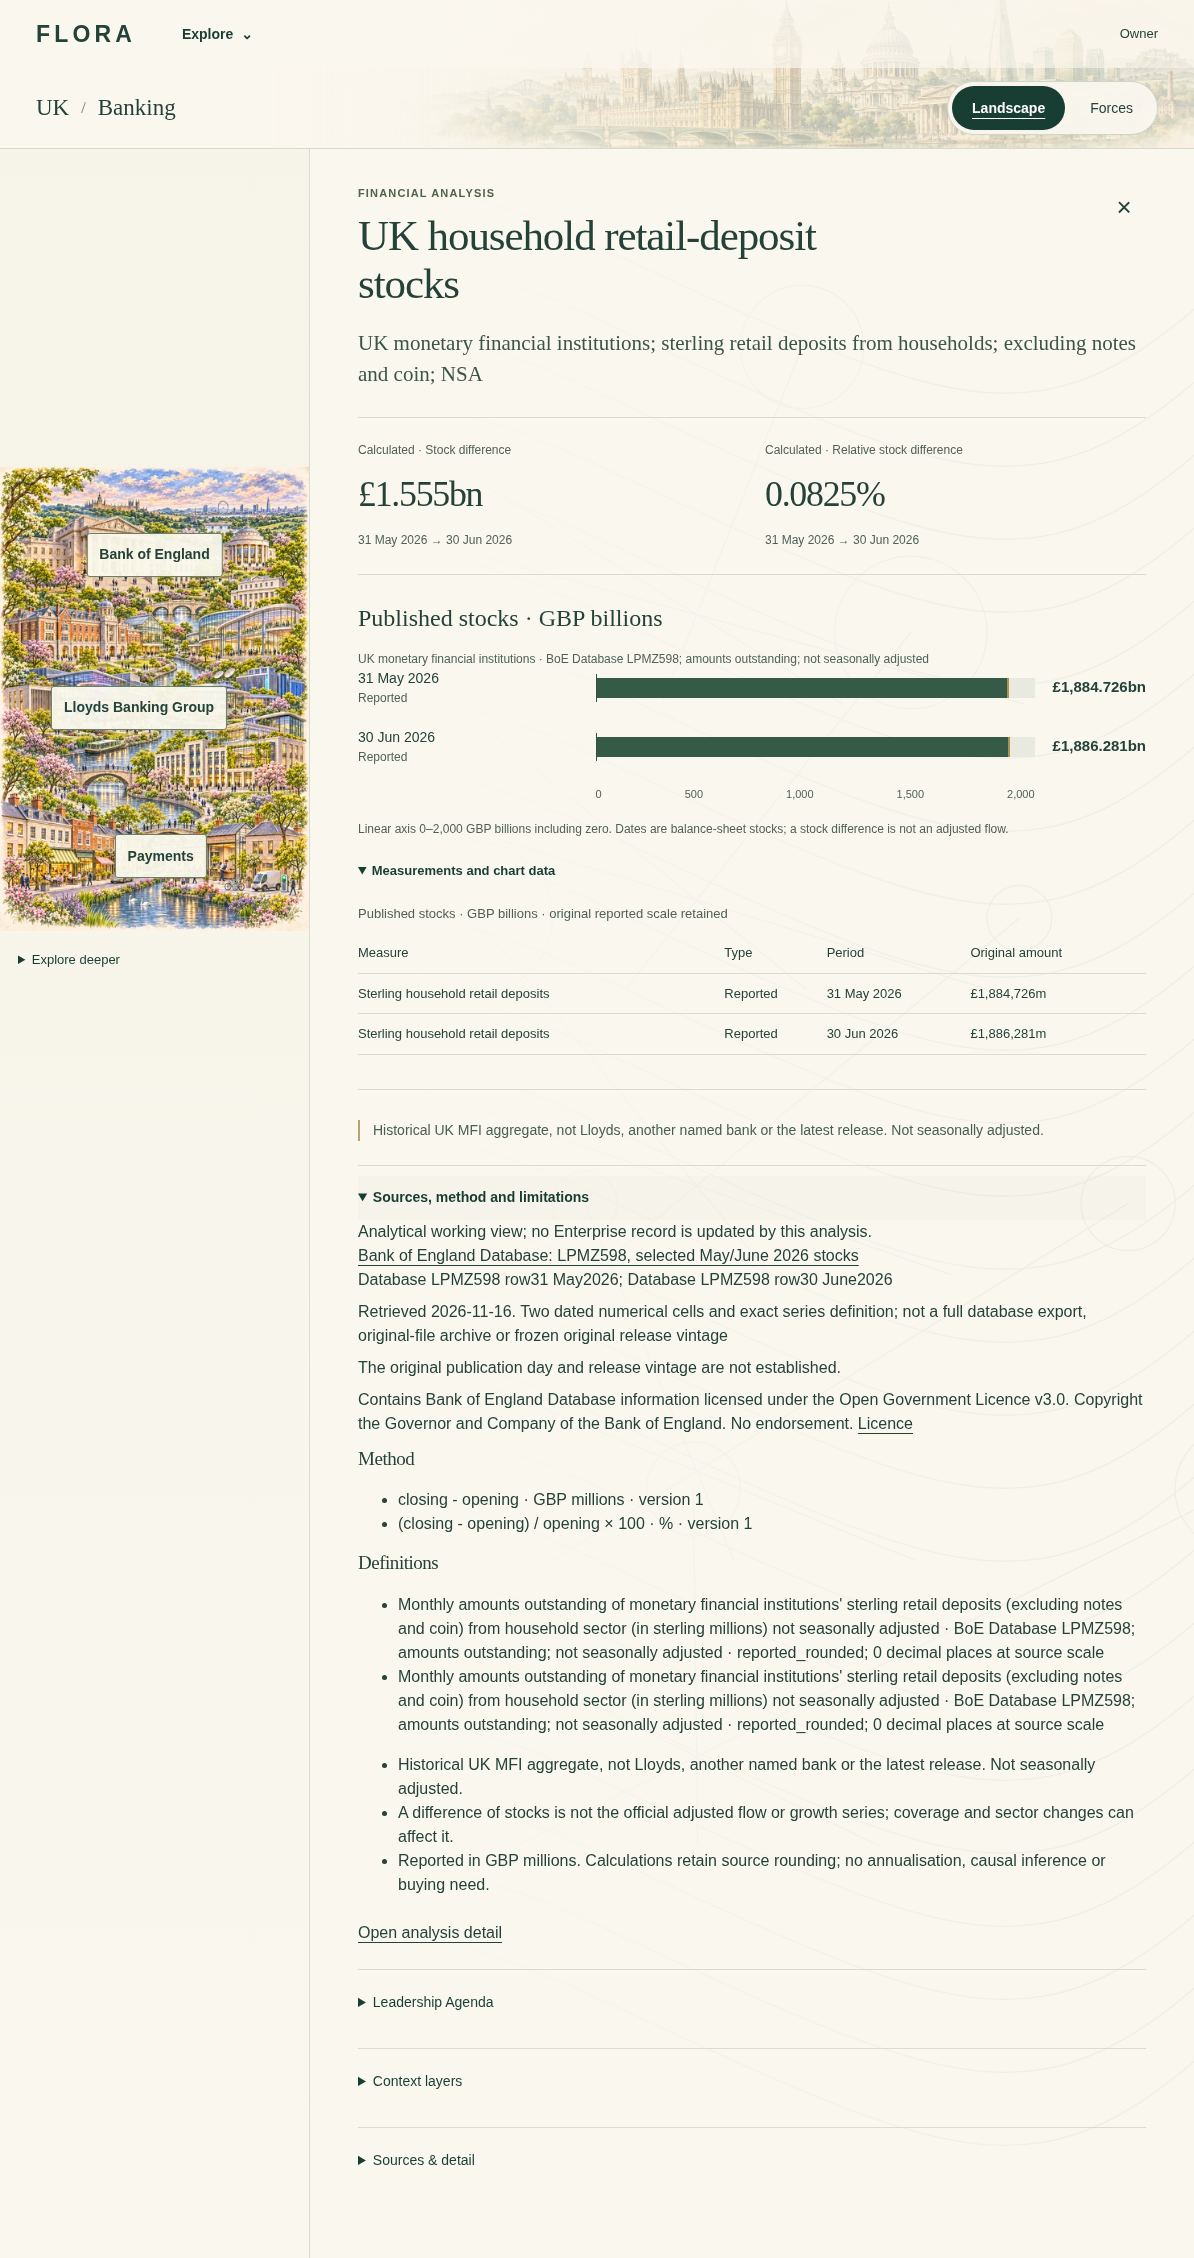 FLORA
Explore
Owner
UK / Banking
Landscape
Forces
Bank of England
Lloyds Banking Group
Payments
Explore deeper
FINANCIAL ANALYSIS
UK household retail-deposit
stocks
UK monetary financial institutions; sterling retail deposits from households; excluding notes
and coin; NSA
Calculated · Stock difference
£1.555bn
31 May 2026 → 30 Jun 2026
Calculated · Relative stock difference
0.0825%
31 May 2026 → 30 Jun 2026
Published stocks · GBP billions
UK monetary financial institutions · BoE Database LPMZ598; amounts outstanding; not seasonally adjusted
31 May 2026
Reported
£1,884.726bn
30 Jun 2026
Reported
£1,886.281bn
0 500 1,000 1,500 2,000
Linear axis 0–2,000 GBP billions including zero. Dates are balance-sheet stocks; a stock difference is not an adjusted flow.
Measurements and chart data
Published stocks · GBP billions · original reported scale retained
Measure Type Period Original amount
Sterling household retail deposits Reported 31 May 2026 £1,884,726m
Sterling household retail deposits Reported 30 Jun 2026 £1,886,281m
Historical UK MFI aggregate, not Lloyds, another named bank or the latest release. Not seasonally adjusted.
Sources, method and limitations
Analytical working view; no Enterprise record is updated by this analysis.
Bank of England Database: LPMZ598, selected May/June 2026 stocks
Database LPMZ598 row31 May2026; Database LPMZ598 row30 June2026
Retrieved 2026-11-16. Two dated numerical cells and exact series definition; not a full database export,
original-file archive or frozen original release vintage
The original publication day and release vintage are not established.
Contains Bank of England Database information licensed under the Open Government Licence v3.0. Copyright
the Governor and Company of the Bank of England. No endorsement. Licence
Method
• closing - opening · GBP millions · version 1
• (closing - opening) / opening × 100 · % · version 1
Definitions
• Monthly amounts outstanding of monetary financial institutions' sterling retail deposits (excluding notes
and coin) from household sector (in sterling millions) not seasonally adjusted · BoE Database LPMZ598;
amounts outstanding; not seasonally adjusted · reported_rounded; 0 decimal places at source scale
• Monthly amounts outstanding of monetary financial institutions' sterling retail deposits (excluding notes
and coin) from household sector (in sterling millions) not seasonally adjusted · BoE Database LPMZ598;
amounts outstanding; not seasonally adjusted · reported_rounded; 0 decimal places at source scale
• Historical UK MFI aggregate, not Lloyds, another named bank or the latest release. Not seasonally
adjusted.
• A difference of stocks is not the official adjusted flow or growth series; coverage and sector changes can
affect it.
• Reported in GBP millions. Calculations retain source rounding; no annualisation, causal inference or
buying need.
Open analysis detail
Leadership Agenda
Context layers
Sources & detail